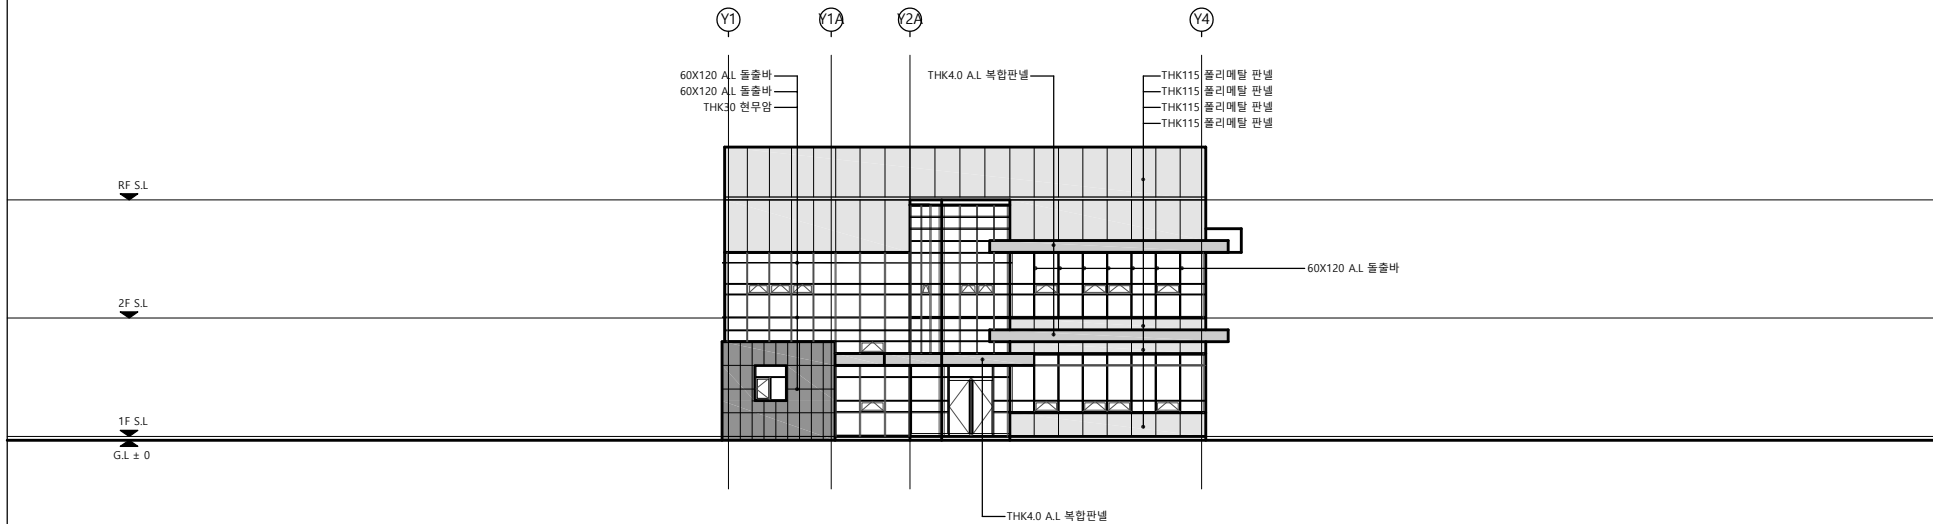 Y1
Y1A
Y2A
Y4
60X120 A.L 돌출바
60X120 A.L 돌출바
THK30 현무암
THK4.0 A.L 복합판넬
THK115 폴리메탈 판넬
THK115 폴리메탈 판넬
THK115 폴리메탈 판넬
THK115 폴리메탈 판넬
RF S.L
60X120 A.L 돌출바
2F S.L
1F S.L
G.L ± 0
THK4.0 A.L 복합판넬